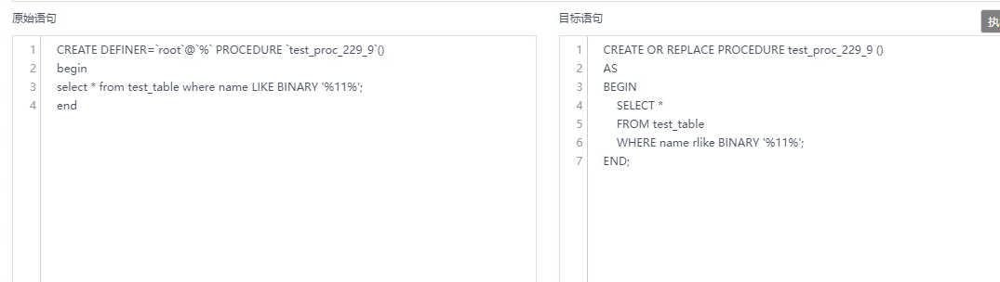 原始语句
1 CREATE DEFINER=`root`@`%` PROCEDURE `test_proc_229_9`()
2 begin
3 select * from test_table where name LIKE BINARY '%11%';
4 end
目标语句
执
1 CREATE OR REPLACE PROCEDURE test_proc_229_9 ()
2 AS
3 BEGIN
4 SELECT *
5 FROM test_table
6 WHERE name rlike BINARY '%11%';
7 END;